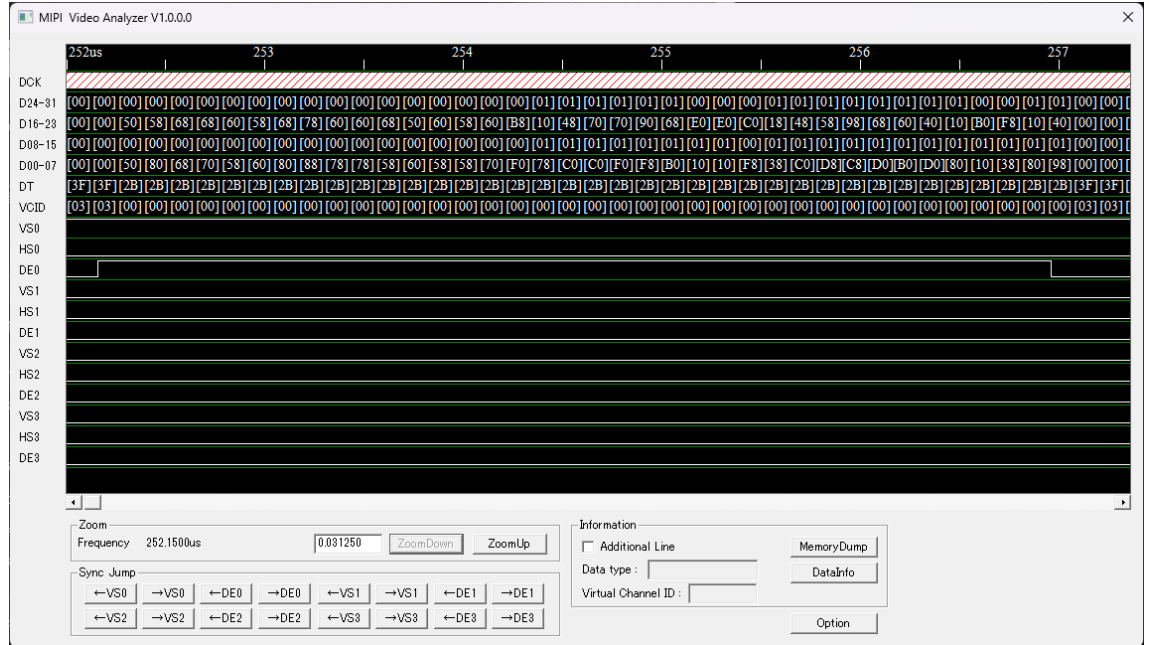 MIPI Video Analyzer V1.0.0.0
252us 253 254 255 256 257
DCK
D24-31 [00][00][00][00][00][00][00][00][00][00][00][00][00][00][00][00][00][00][01][01][01][01][01][01][00][00][00][01][01][01][01][01][01][01][01][01][00][00][01][00][00][
D16-23 [00][00][50][58][68][68][60][58][68][78][60][60][68][50][60][58][60][B8][10][48][70][70][90][68][E0][E0][C0][18][48][58][98][68][60][40][10][B0][F8][10][40][00][00][
D08-15 [00][00][00][00][00][00][00][00][00][00][00][00][00][00][00][00][00][00][01][01][01][01][01][01][01][00][00][01][01][01][01][01][01][01][01][01][01][01][00][00][
D00-07 [00][00][50][80][68][70][58][60][80][88][78][78][58][60][58][58][70][F0][78][C0][C0][F0][F8][B0][10][10][F8][38][C0][D8][C8][D0][B0][D0][80][10][38][80][98][00][00][
DT [3F][3F][2B][2B][2B][2B][2B][2B][2B][2B][2B][2B][2B][2B][2B][2B][2B][2B][2B][2B][2B][2B][2B][2B][2B][2B][2B][2B][2B][2B][2B][2B][2B][2B][2B][2B][2B][2B][2B][3F][3F][
VCID [03][03][00][00][00][00][00][00][00][00][00][00][00][00][00][00][00][00][00][00][00][00][00][00][00][00][00][00][00][00][00][00][00][00][00][00][00][00][00][03][03][
VS0
HS0
DE0
VS1
HS1
DE1
VS2
HS2
DE2
VS3
HS3
DE3
Zoom
Frequency 252.1500us 0.031250 ZoomDown ZoomUp
Sync Jump
←VS0 →VS0 ←DE0 →DE0 ←VS1 →VS1 ←DE1 →DE1
←VS2 →VS2 ←DE2 →DE2 ←VS3 →VS3 ←DE3 →DE3
Information
Additional Line MemoryDump
Data type : DataInfo
Virtual Channel ID :
Option